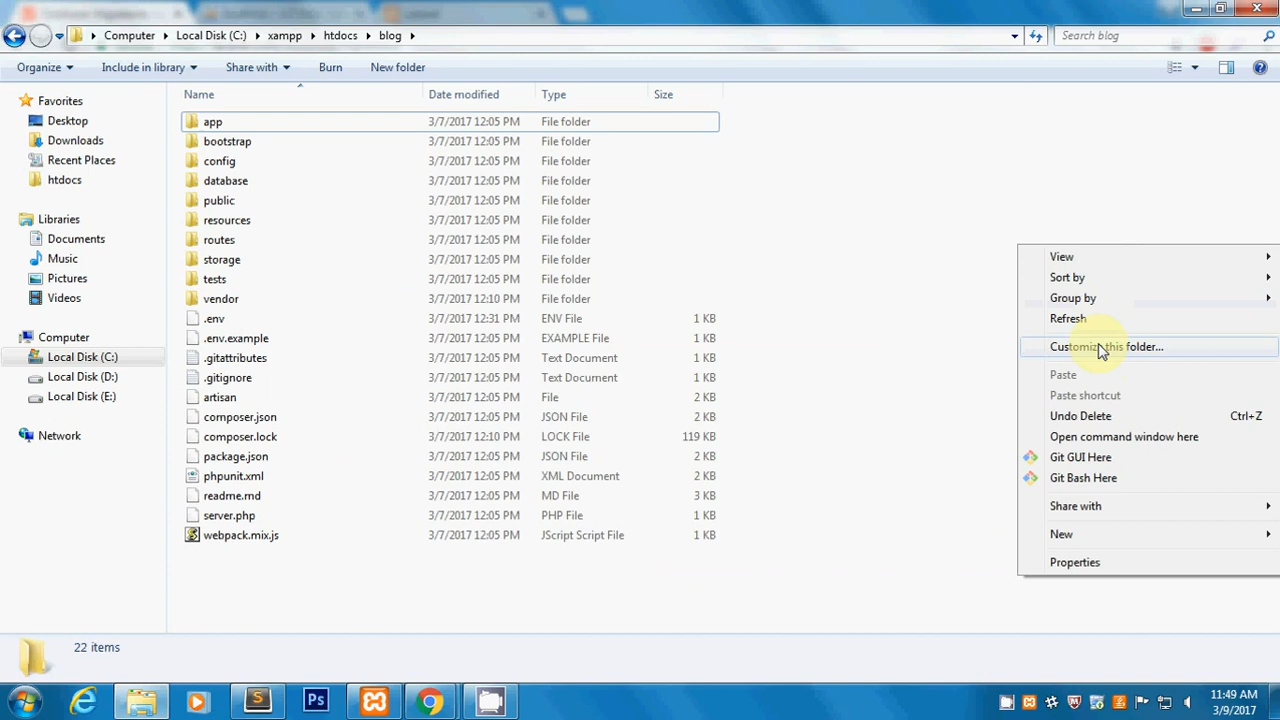 Computer ▸ Local Disk (C:) ▸ xampp ▸ htdocs ▸ blog ▸ Search blog
Organize Include in library Share with Burn New folder
Name Date modified Type Size
Favorites
Desktop
Downloads
Recent Places
htdocs
Libraries
Documents
Music
Pictures
Videos
Computer
Local Disk (C:)
Local Disk (D:)
Local Disk (E:)
Network
app 3/7/2017 12:05 PM File folder
bootstrap 3/7/2017 12:05 PM File folder
config 3/7/2017 12:05 PM File folder
database 3/7/2017 12:05 PM File folder
public 3/7/2017 12:05 PM File folder
resources 3/7/2017 12:05 PM File folder
routes 3/7/2017 12:05 PM File folder
storage 3/7/2017 12:05 PM File folder
tests 3/7/2017 12:05 PM File folder
vendor 3/7/2017 12:10 PM File folder
.env 3/7/2017 12:31 PM ENV File 1 KB
.env.example 3/7/2017 12:05 PM EXAMPLE File 1 KB
.gitattributes 3/7/2017 12:05 PM Text Document 1 KB
.gitignore 3/7/2017 12:05 PM Text Document 1 KB
artisan 3/7/2017 12:05 PM File 2 KB
composer.json 3/7/2017 12:05 PM JSON File 2 KB
composer.lock 3/7/2017 12:10 PM LOCK File 119 KB
package.json 3/7/2017 12:05 PM JSON File 2 KB
phpunit.xml 3/7/2017 12:05 PM XML Document 2 KB
readme.md 3/7/2017 12:05 PM MD File 3 KB
server.php 3/7/2017 12:05 PM PHP File 1 KB
webpack.mix.js 3/7/2017 12:05 PM JScript Script File 1 KB
View
Sort by
Group by
Refresh
Customize this folder...
Paste
Paste shortcut
Undo Delete Ctrl+Z
Open command window here
Git GUI Here
Git Bash Here
Share with
New
Properties
22 items
Ps
11:49 AM
3/9/2017